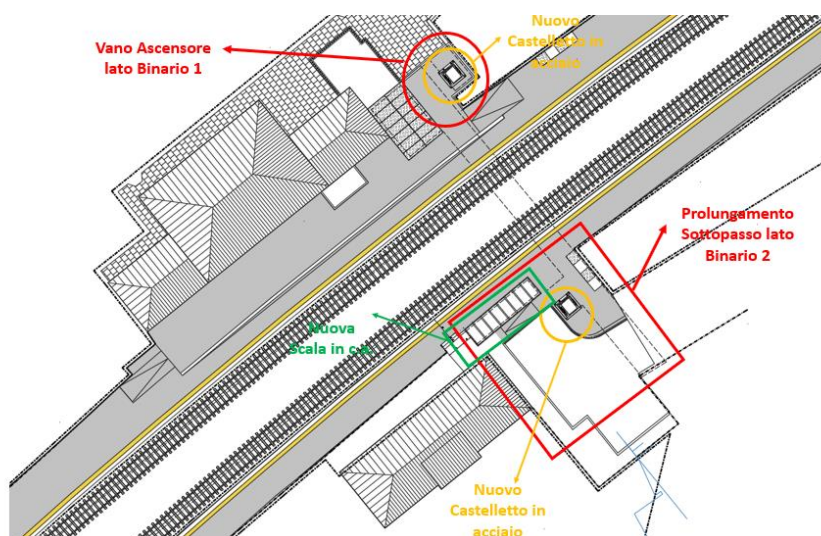 Nuovo
Castelletto in
acciaio
Vano Ascensore
lato Binario 1
Prolungamento
Sottopasso lato
Binario 2
Nuova
Scala in c.a.
Nuovo
Castelletto in
acciaio